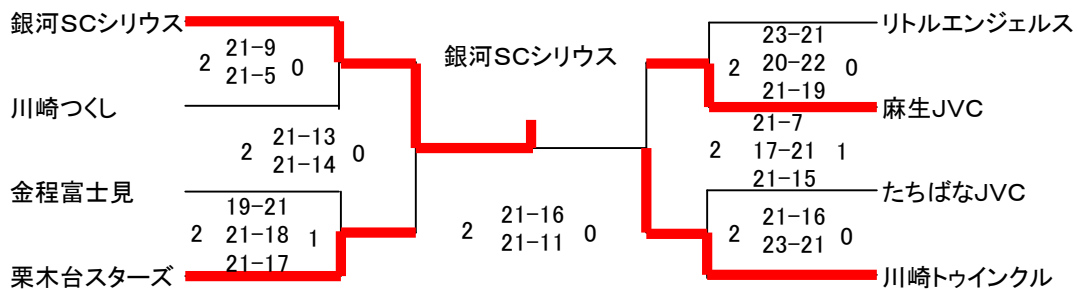 銀河SCシリウス
リトルエンジェルス
2 21-9 0
21-5
銀河SCシリウス
23-21
2 20-22 0
21-19
川崎つくし
麻生JVC
2 21-13 0
21-14
21-7
2 17-21 1
21-15
金程富士見
たちばなJVC
19-21
2 21-18 1
21-17
2 21-16 0
21-11
2 21-16 0
23-21
栗木台スターズ
川崎トゥインクル